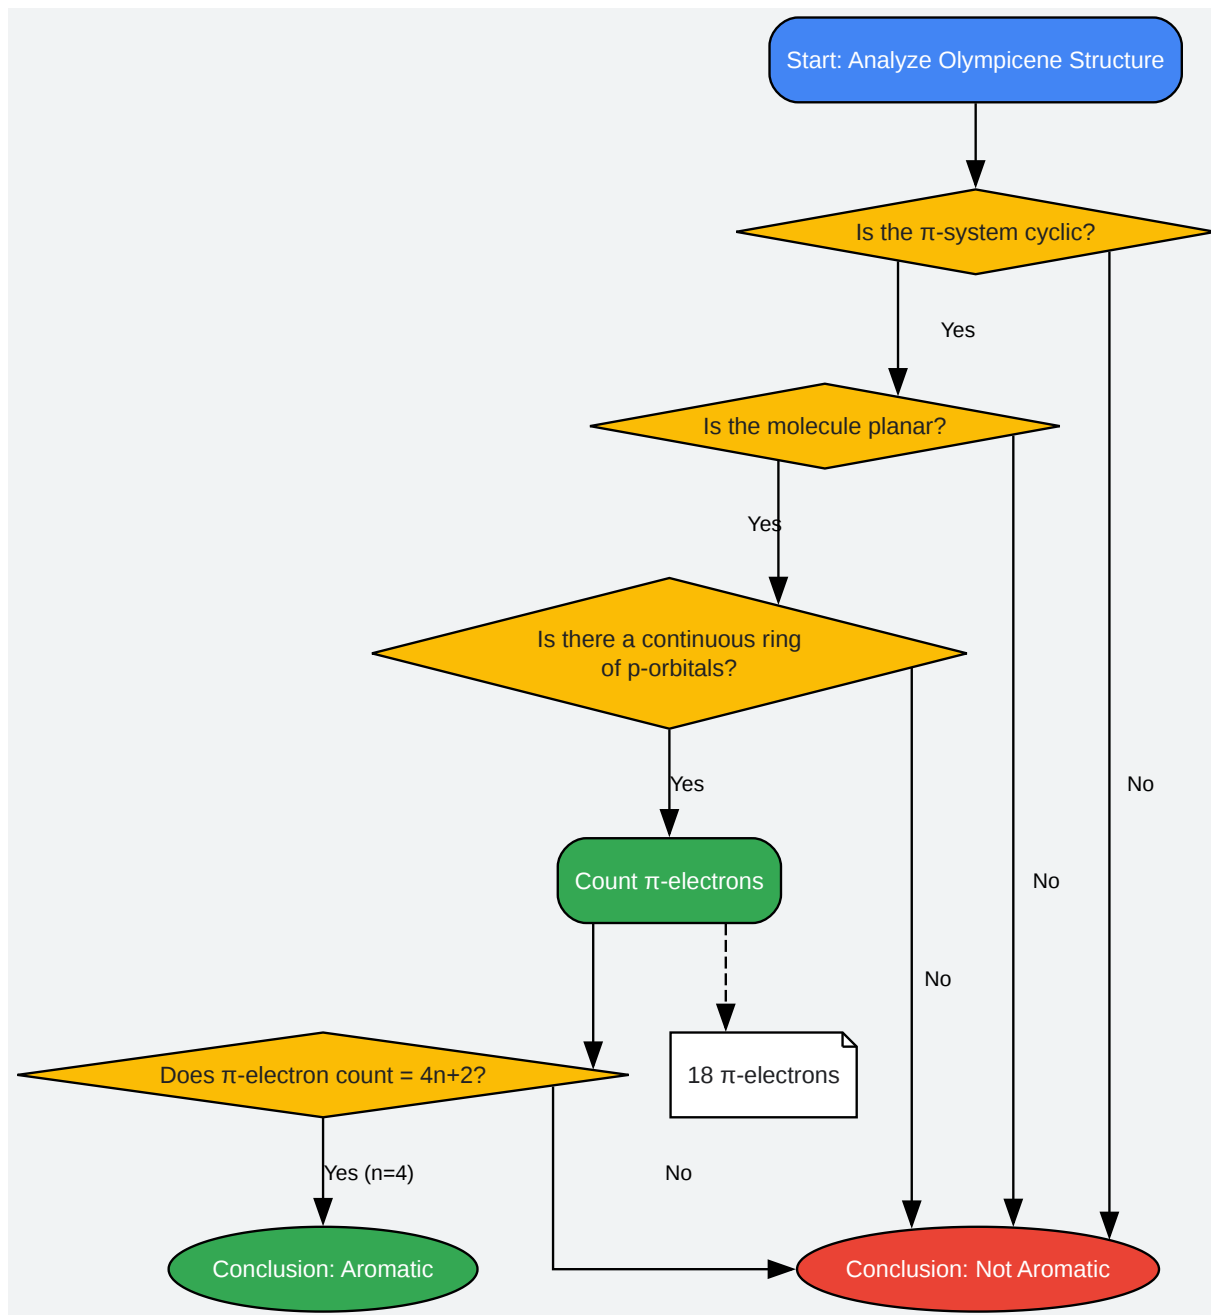 Start: Analyze Olympicene Structure
Is the π-system cyclic?
Yes
Is the molecule planar?
Yes
Is there a continuous ring
of p-orbitals?
Yes
No
Count π-electrons
No
No
Does π-electron count = 4n+2?
18 π-electrons
Yes (n=4)
No
Conclusion: Aromatic
Conclusion: Not Aromatic